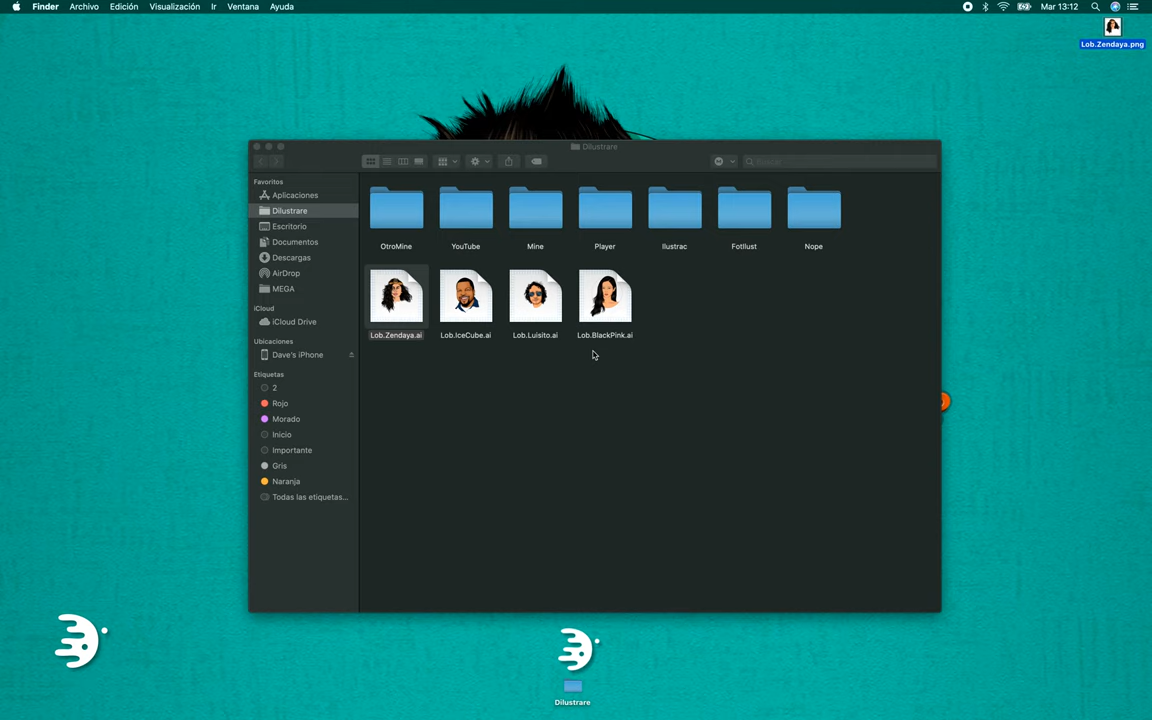 Finder Archivo Edición Visualización Ir Ventana Ayuda Mar 13:12
Lob.Zendaya.png
Dilustrare
Buscar
Favoritos
Aplicaciones
Dilustrare
Escritorio
Documentos
Descargas
AirDrop
MEGA
iCloud
iCloud Drive
Ubicaciones
Dave's iPhone
Etiquetas
2
Rojo
Morado
Inicio
Importante
Gris
Naranja
Todas las etiquetas...
OtroMine YouTube Mine Player Ilustrac FotIlust Nope
Lob.Zendaya.ai Lob.IceCube.ai Lob.Luisito.ai Lob.BlackPink.ai
Dilustrare